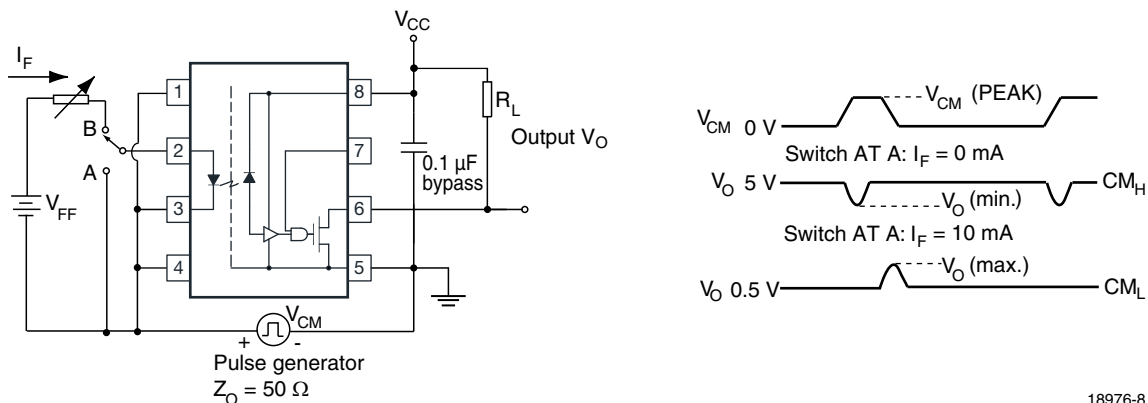 V_CC
I_F
1
8
R_L
V_CM (PEAK)
B
Output V_O
V_CM 0 V
2
7
Switch AT A: I_F = 0 mA
A
0.1 µF
bypass
V_O 5 V
CM_H
V_FF
3
6
V_O (min.)
Switch AT A: I_F = 10 mA
4
5
V_O (max.)
V_O 0.5 V
CM_L
V_CM
+
-
Pulse generator
Z_O = 50 Ω
18976-8